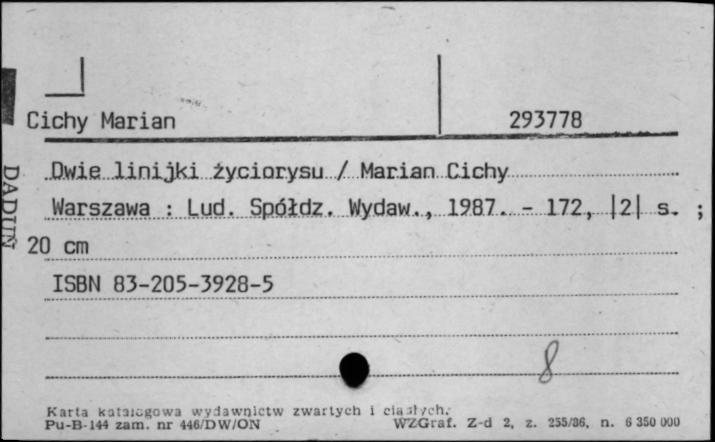 Cichy Marian 293778
Dwie linijki życiorysu / Marian Cichy
Warszawa : Lud. Spółdz. Wydaw., 1987. - 172, |2| s. ;
20 cm
ISBN 83-205-3928-5
8
Karta katalogowa wydawnictw zwartych i ciągłych.
Pu-B-144 zam. nr 446/DW/ON WZGraf. Z-d 2, z. 255/86, n. 6 350 000
DADUŃ